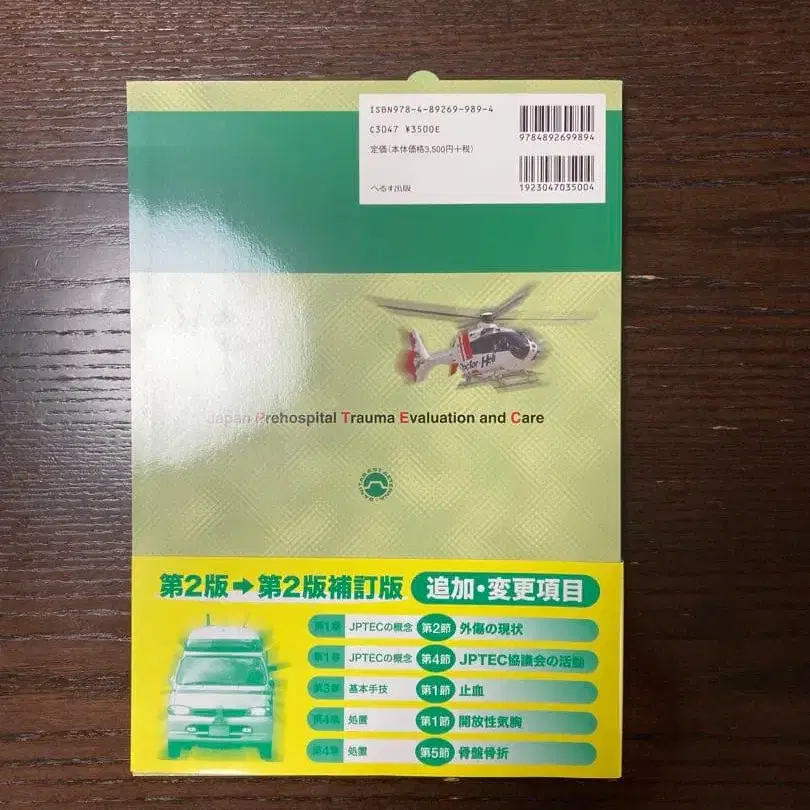 ISBN978-4-89269-989-4
C3047 ¥3500E
定価(本体価格3,500円+税)
へるす出版
9784892699894
1923047035004
Doctor-Heli
Japan Prehospital Trauma Evaluation and Care
第2版➡第2版補訂版 追加・変更項目
第1章 JPTECの概念 第2節 外傷の現状
第1章 JPTECの概念 第4節 JPTEC協議会の活動
第3章 基本手技 第1節 止血
第4章 処置 第1節 開放性気胸
第4章 処置 第5節 骨盤骨折